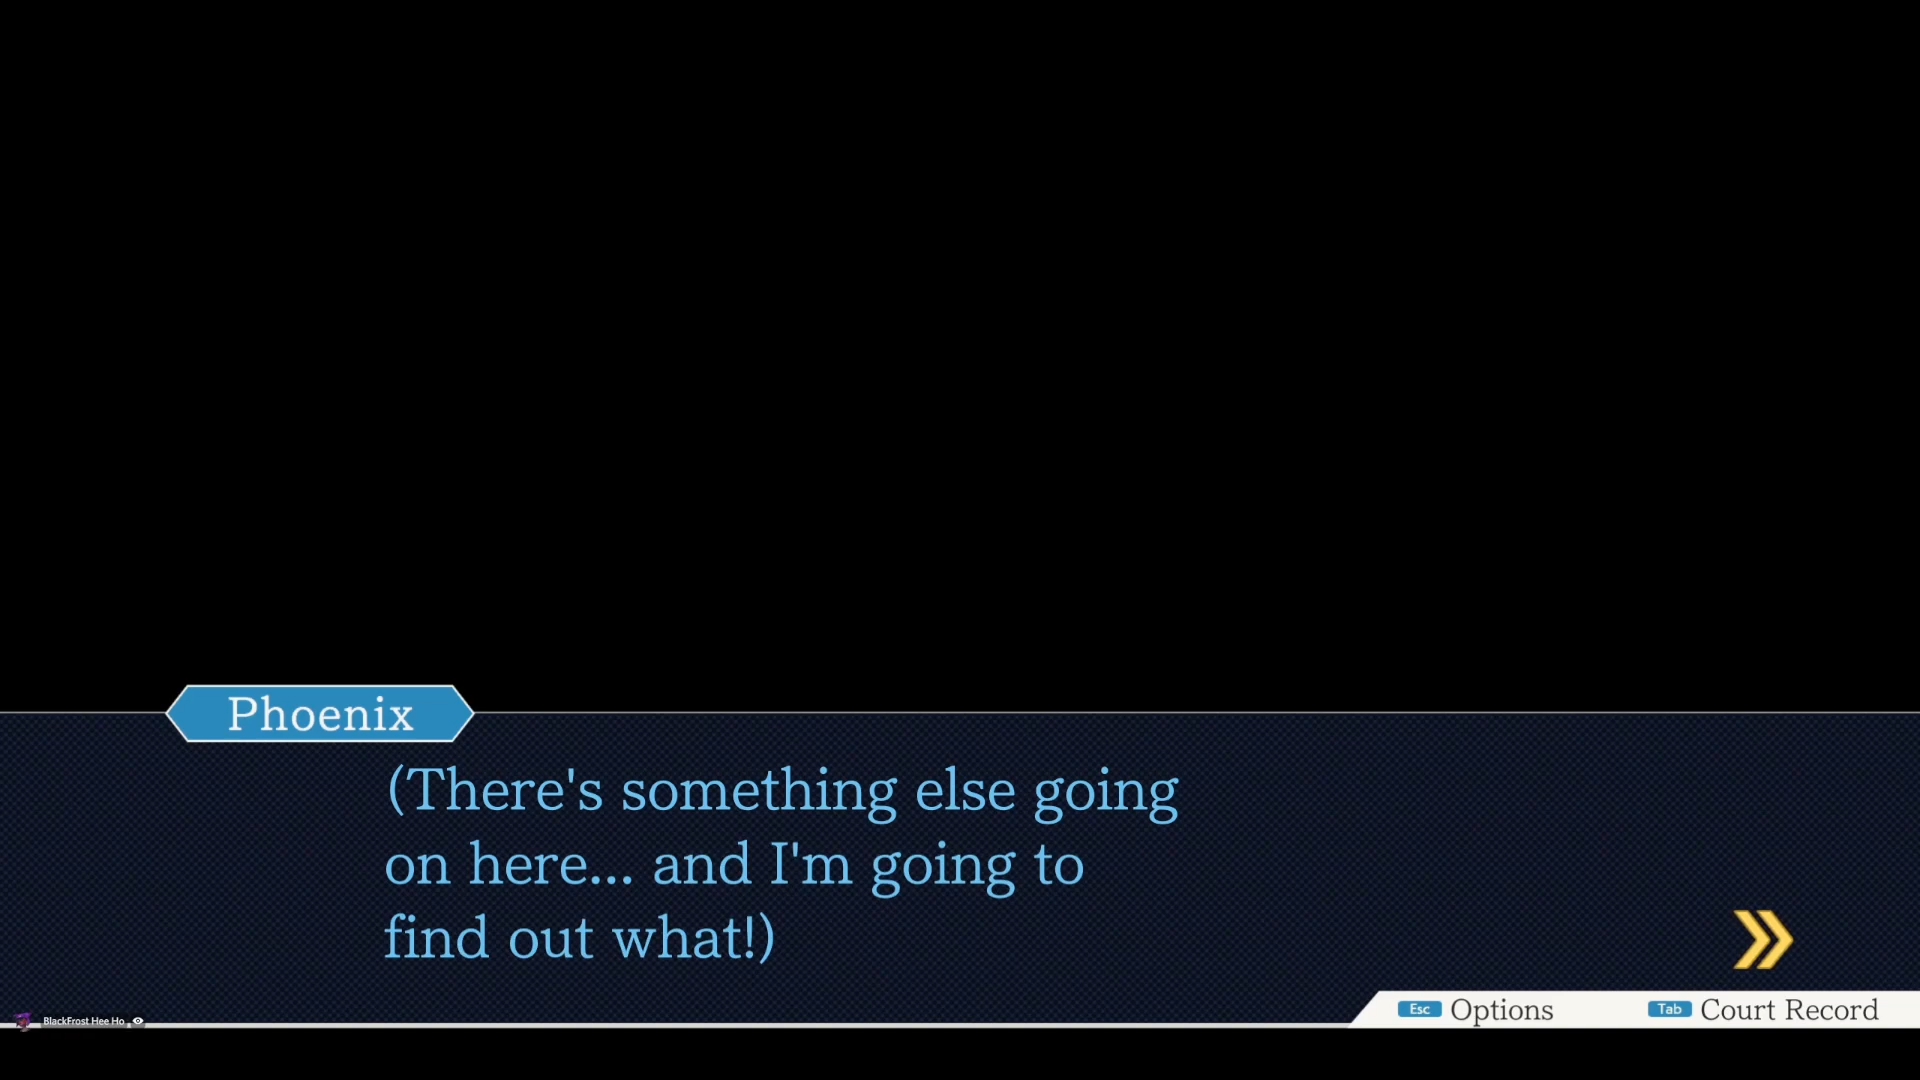 Phoenix
(There's something else going
on here... and I'm going to
find out what!)
Esc Options Tab Court Record
BlackFrost Hee Ho